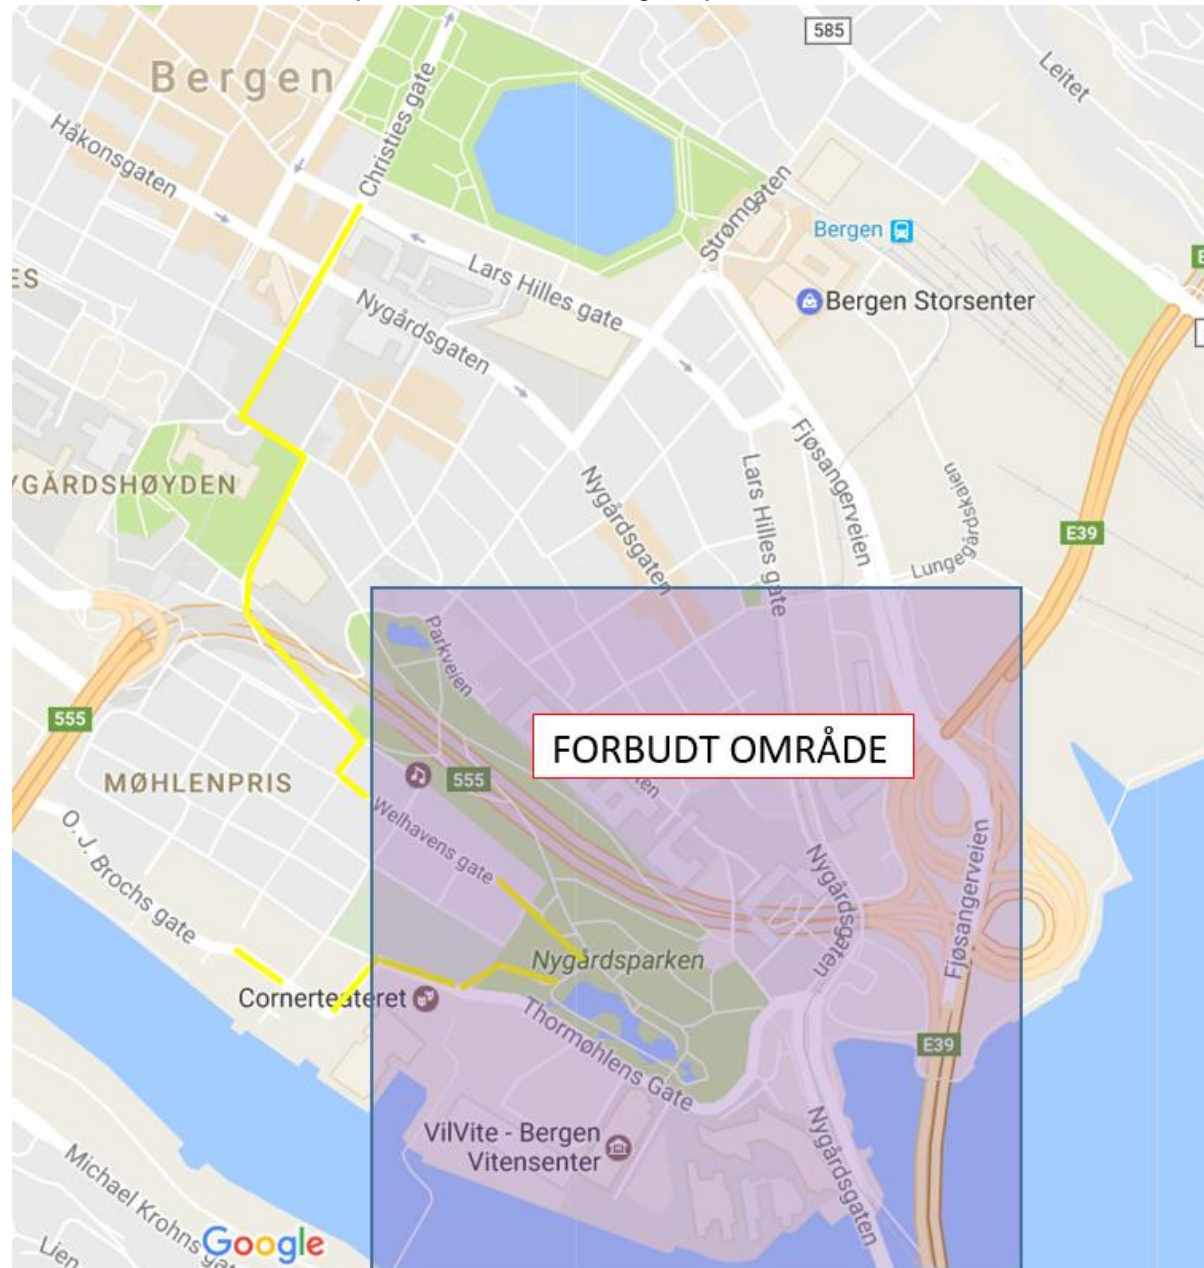 585
Leitet
Bergen
Christies gate
Håkonsgaten
Strømgaten
Bergen
ES
Lars Hilles gate
Bergen Storsenter
Nygårdsgaten
Fjøsangerveien
YGÅRDSHØYDEN
Nygårdsgaten
Lars Hilles gate
Lungegårdskaien
E39
Parkveien
555
FORBUDT OMRÅDE
MØHLENPRIS
555
ten
Welhavens gate
O. J. Brochs gate
Nygårdsgaten
Fjøsangerveien
Nygårdsparken
Cornerteateret
Thormøhlens Gate
E39
VilVite - Bergen
Vitensenter
Nygårdsgaten
Michael Krohns ga
Google
Lien